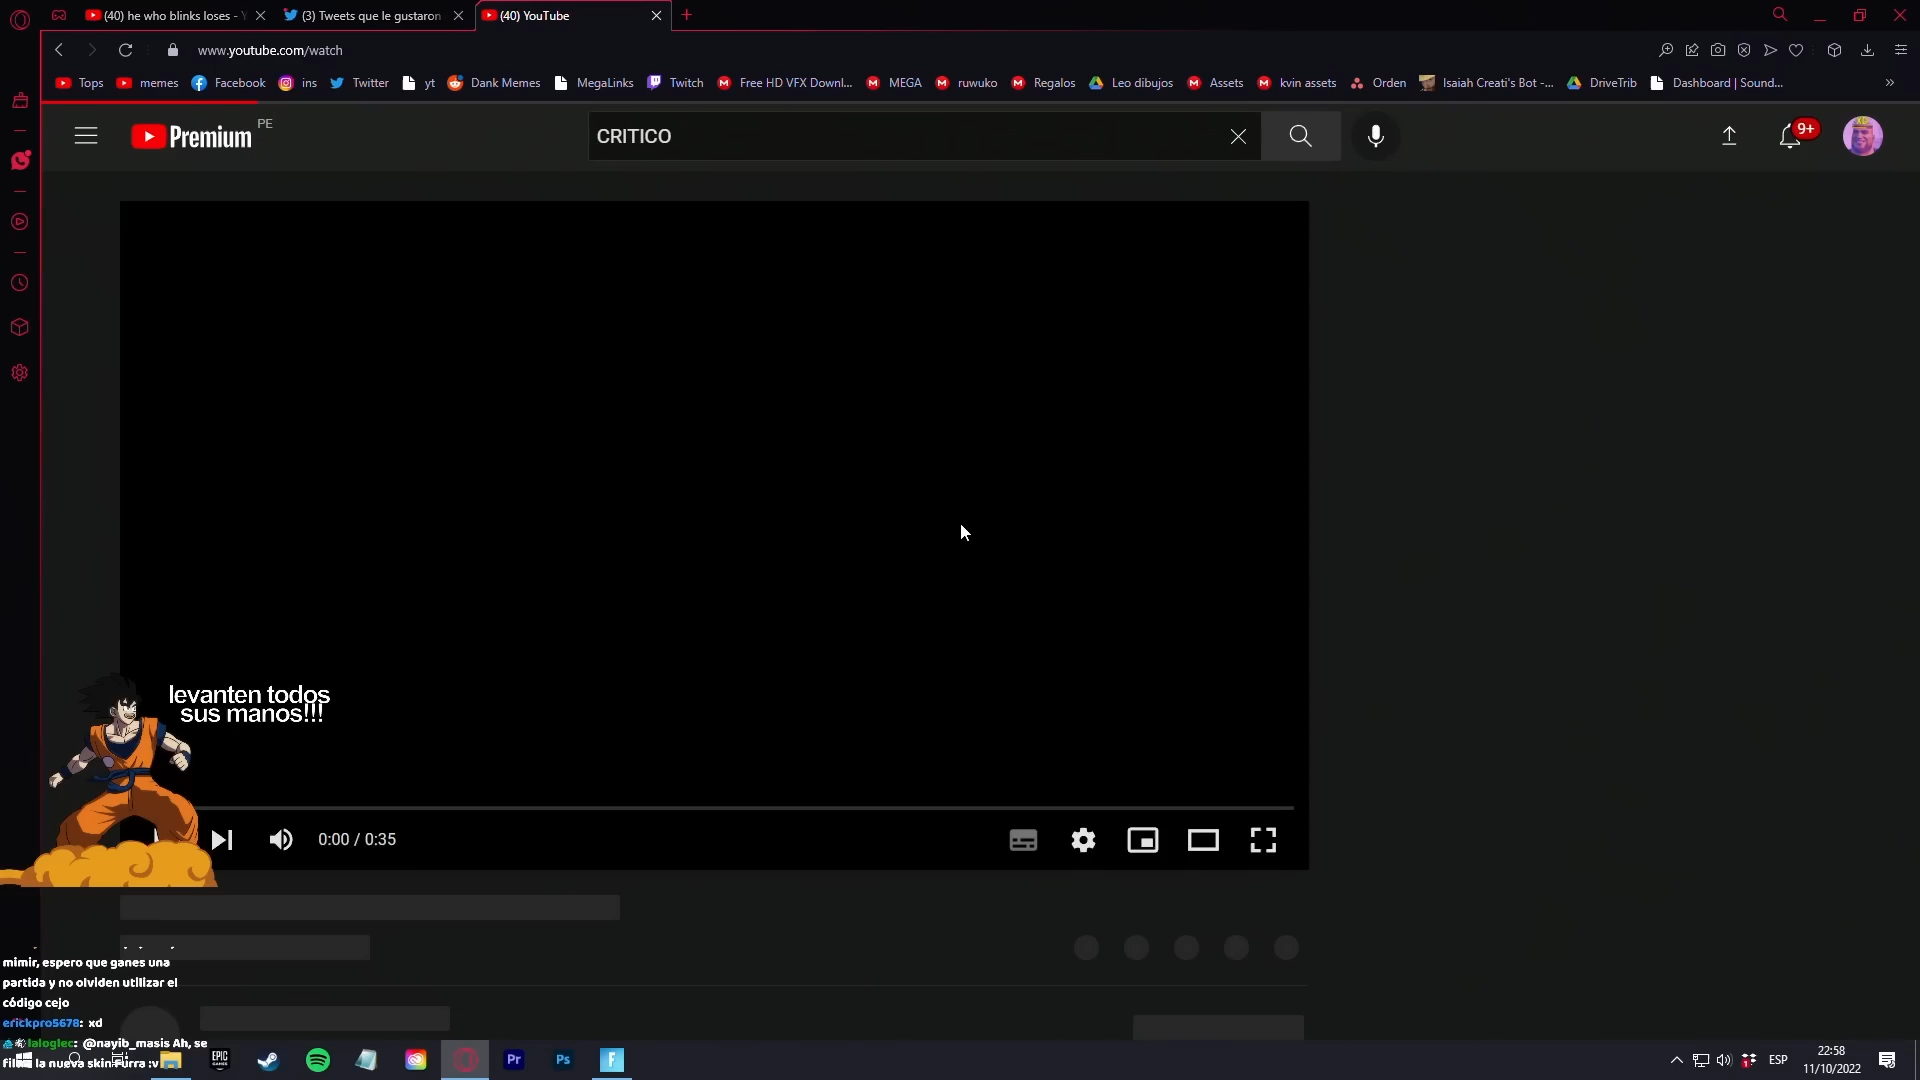 (40) he who blinks loses - Y
(3) Tweets que le gustaron
(40) YouTube
www.youtube.com/watch
Tops
memes
Facebook
ins
Twitter
yt
Dank Memes
MegaLinks
Twitch
Free HD VFX Downl...
MEGA
ruwuko
Regalos
Leo dibujos
Assets
kvin assets
Orden
Isaiah Creati's Bot -...
DriveTrib
Dashboard | Sound...
»
Premium
PE
CRITICO
9+
levanten todos
sus manos!!!
0:00 / 0:35
mimir, espero que ganes una
partida y no olviden utilizar el
código cejo
erickpro5678: xd
laloglec: @nayib_masis Ah, se
la nueva skin furra :v
EPIC
GAMES
Pr
Ps
F
ESP
22:58
11/10/2022